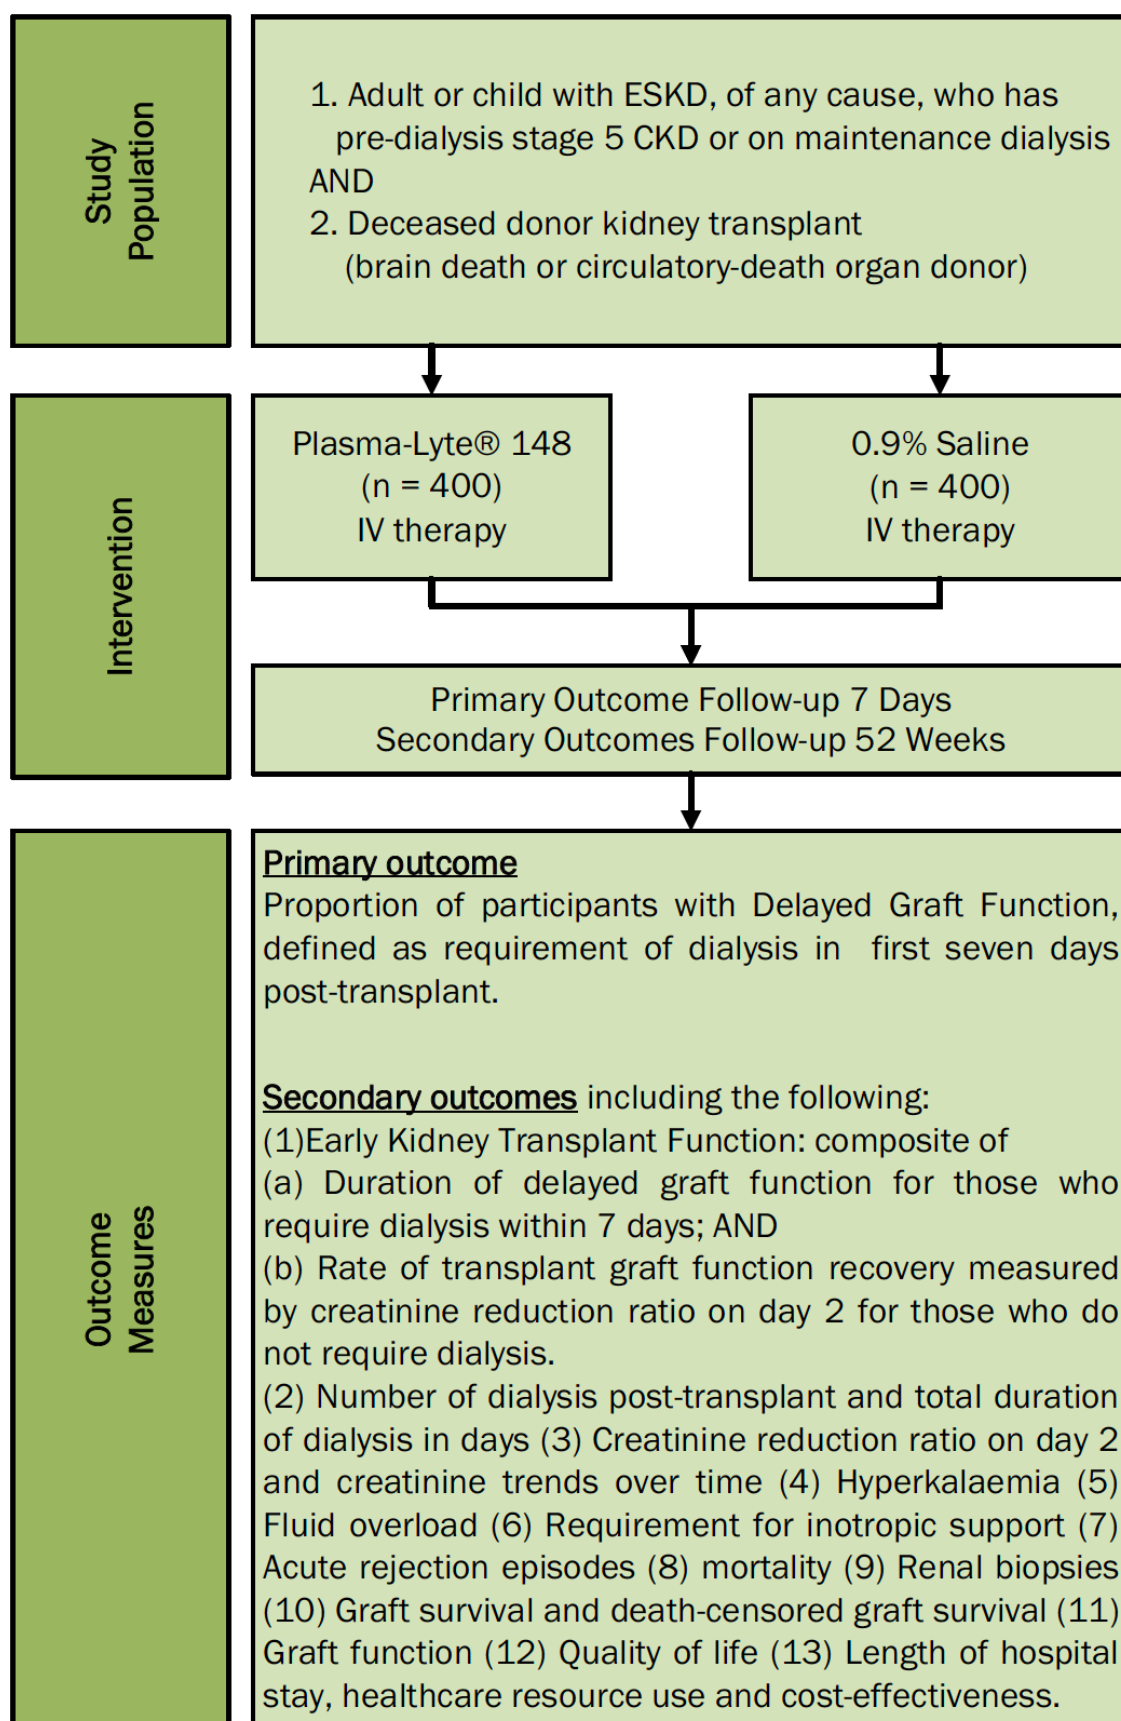 Study
Population
1. Adult or child with ESKD, of any cause, who has
pre-dialysis stage 5 CKD or on maintenance dialysis
AND
2. Deceased donor kidney transplant
(brain death or circulatory-death organ donor)
Intervention
Plasma-Lyte® 148
(n = 400)
IV therapy
0.9% Saline
(n = 400)
IV therapy
Primary Outcome Follow-up 7 Days
Secondary Outcomes Follow-up 52 Weeks
Outcome
Measures
Primary outcome
Proportion of participants with Delayed Graft Function,
defined as requirement of dialysis in first seven days
post-transplant.
Secondary outcomes including the following:
(1)Early Kidney Transplant Function: composite of
(a) Duration of delayed graft function for those who
require dialysis within 7 days; AND
(b) Rate of transplant graft function recovery measured
by creatinine reduction ratio on day 2 for those who do
not require dialysis.
(2) Number of dialysis post-transplant and total duration
of dialysis in days (3) Creatinine reduction ratio on day 2
and creatinine trends over time (4) Hyperkalaemia (5)
Fluid overload (6) Requirement for inotropic support (7)
Acute rejection episodes (8) mortality (9) Renal biopsies
(10) Graft survival and death-censored graft survival (11)
Graft function (12) Quality of life (13) Length of hospital
stay, healthcare resource use and cost-effectiveness.